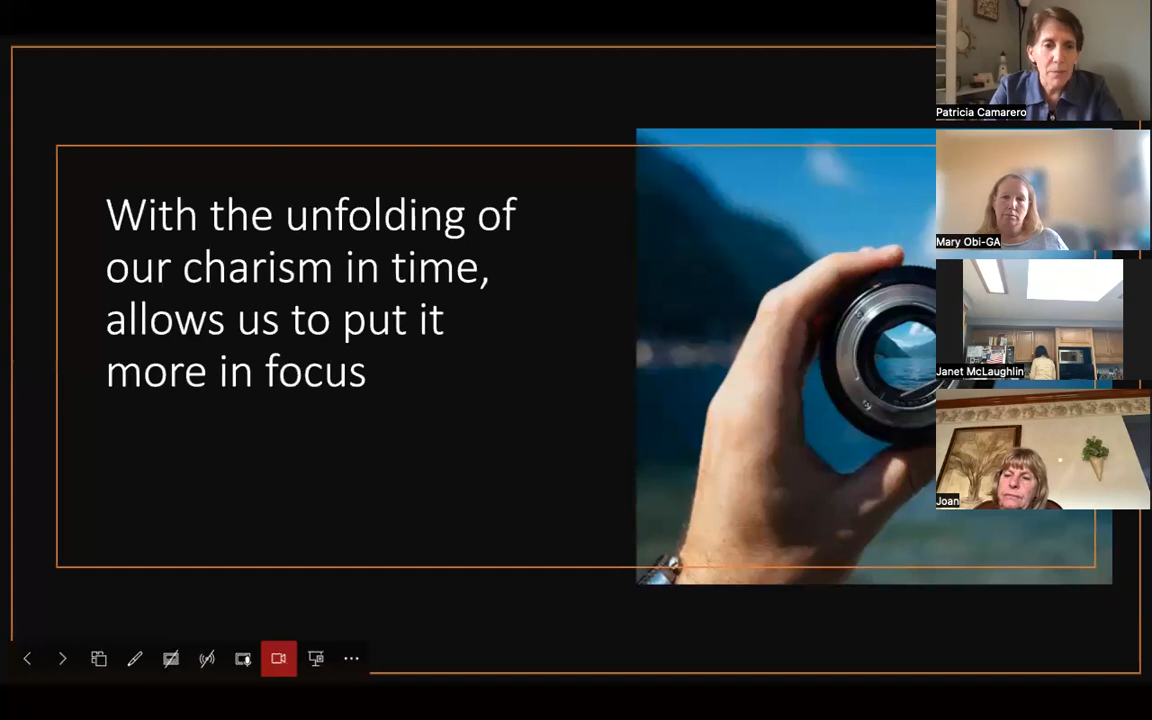 With the unfolding of
our charism in time,
allows us to put it
more in focus
Patricia Camarero
Mary Obi-GA
Janet McLaughlin
Joan